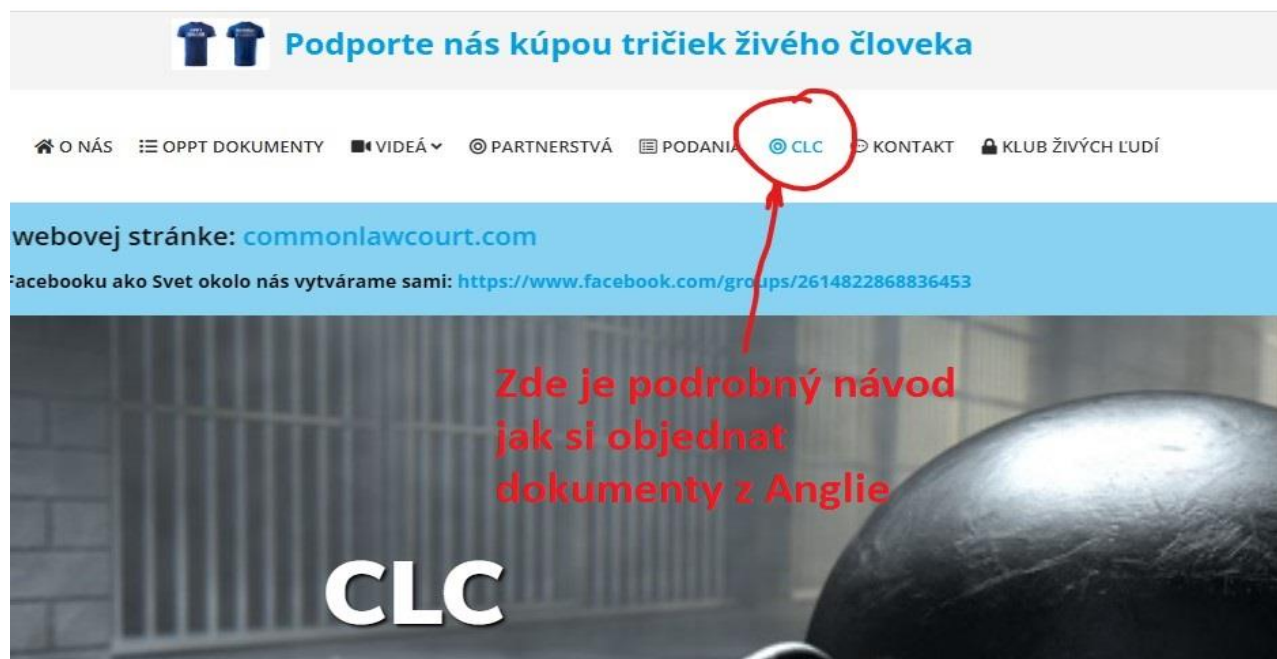 Podporte nás kúpou tričiek živého človeka
O NÁS OPPT DOKUMENTY VIDEÁ PARTNERSTVÁ PODANIA CLC KONTAKT KLUB ŽIVÝCH ĽUDÍ
webovej stránke: commonlawcourt.com
Facebooku ako Svet okolo nás vytvárame sami: https://www.facebook.com/groups/2614822868836453
Zde je podrobný návod
jak si objednat
dokumenty z Anglie
CLC